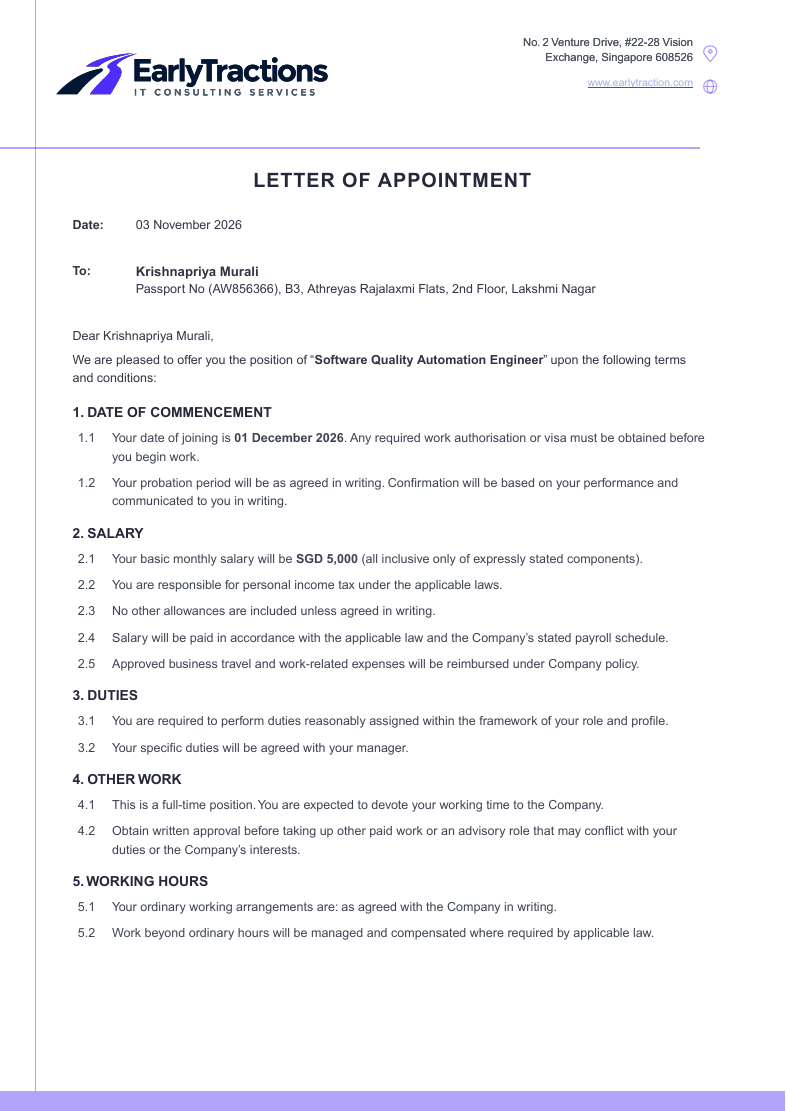 EarlyTractions
IT CONSULTING SERVICES
No. 2 Venture Drive, #22-28 Vision
Exchange, Singapore 608526
www.earlytraction.com
LETTER OF APPOINTMENT
Date: 03 November 2026
To: Krishnapriya Murali
Passport No (AW856366), B3, Athreyas Rajalaxmi Flats, 2nd Floor, Lakshmi Nagar
Dear Krishnapriya Murali,
We are pleased to offer you the position of “Software Quality Automation Engineer” upon the following terms
and conditions:
1. DATE OF COMMENCEMENT
1.1 Your date of joining is 01 December 2026. Any required work authorisation or visa must be obtained before
you begin work.
1.2 Your probation period will be as agreed in writing. Confirmation will be based on your performance and
communicated to you in writing.
2. SALARY
2.1 Your basic monthly salary will be SGD 5,000 (all inclusive only of expressly stated components).
2.2 You are responsible for personal income tax under the applicable laws.
2.3 No other allowances are included unless agreed in writing.
2.4 Salary will be paid in accordance with the applicable law and the Company’s stated payroll schedule.
2.5 Approved business travel and work-related expenses will be reimbursed under Company policy.
3. DUTIES
3.1 You are required to perform duties reasonably assigned within the framework of your role and profile.
3.2 Your specific duties will be agreed with your manager.
4. OTHER WORK
4.1 This is a full-time position. You are expected to devote your working time to the Company.
4.2 Obtain written approval before taking up other paid work or an advisory role that may conflict with your
duties or the Company’s interests.
5. WORKING HOURS
5.1 Your ordinary working arrangements are: as agreed with the Company in writing.
5.2 Work beyond ordinary hours will be managed and compensated where required by applicable law.